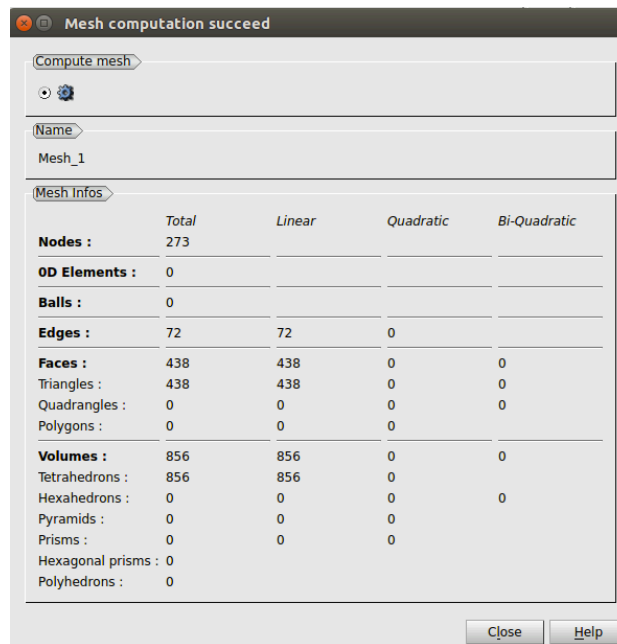 Mesh computation succeed
Compute mesh
Name
Mesh_1
Mesh Infos
Total Linear Quadratic Bi-Quadratic
Nodes : 273
0D Elements : 0
Balls : 0
Edges : 72 72 0
Faces : 438 438 0 0
Triangles : 438 438 0 0
Quadrangles : 0 0 0 0
Polygons : 0 0 0
Volumes : 856 856 0 0
Tetrahedrons : 856 856 0
Hexahedrons : 0 0 0 0
Pyramids : 0 0 0
Prisms : 0 0 0
Hexagonal prisms : 0
Polyhedrons : 0
Close Help